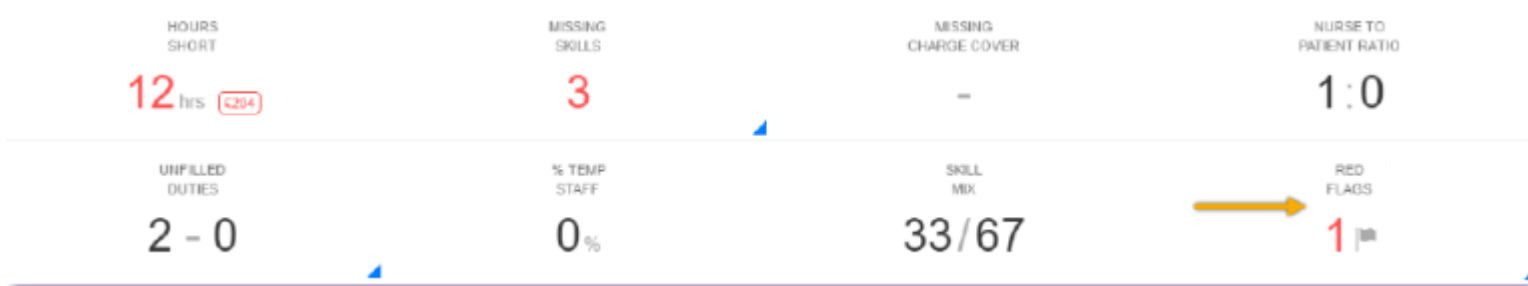 HOURS
SHORT
12 hrs £204
MISSING
SKILLS
3
MISSING
CHARGE COVER
-
NURSE TO
PATIENT RATIO
1:0
UNFILLED
DUTIES
2 - 0
% TEMP
STAFF
0 %
SKILL
MIX
33/67
RED
FLAGS
1